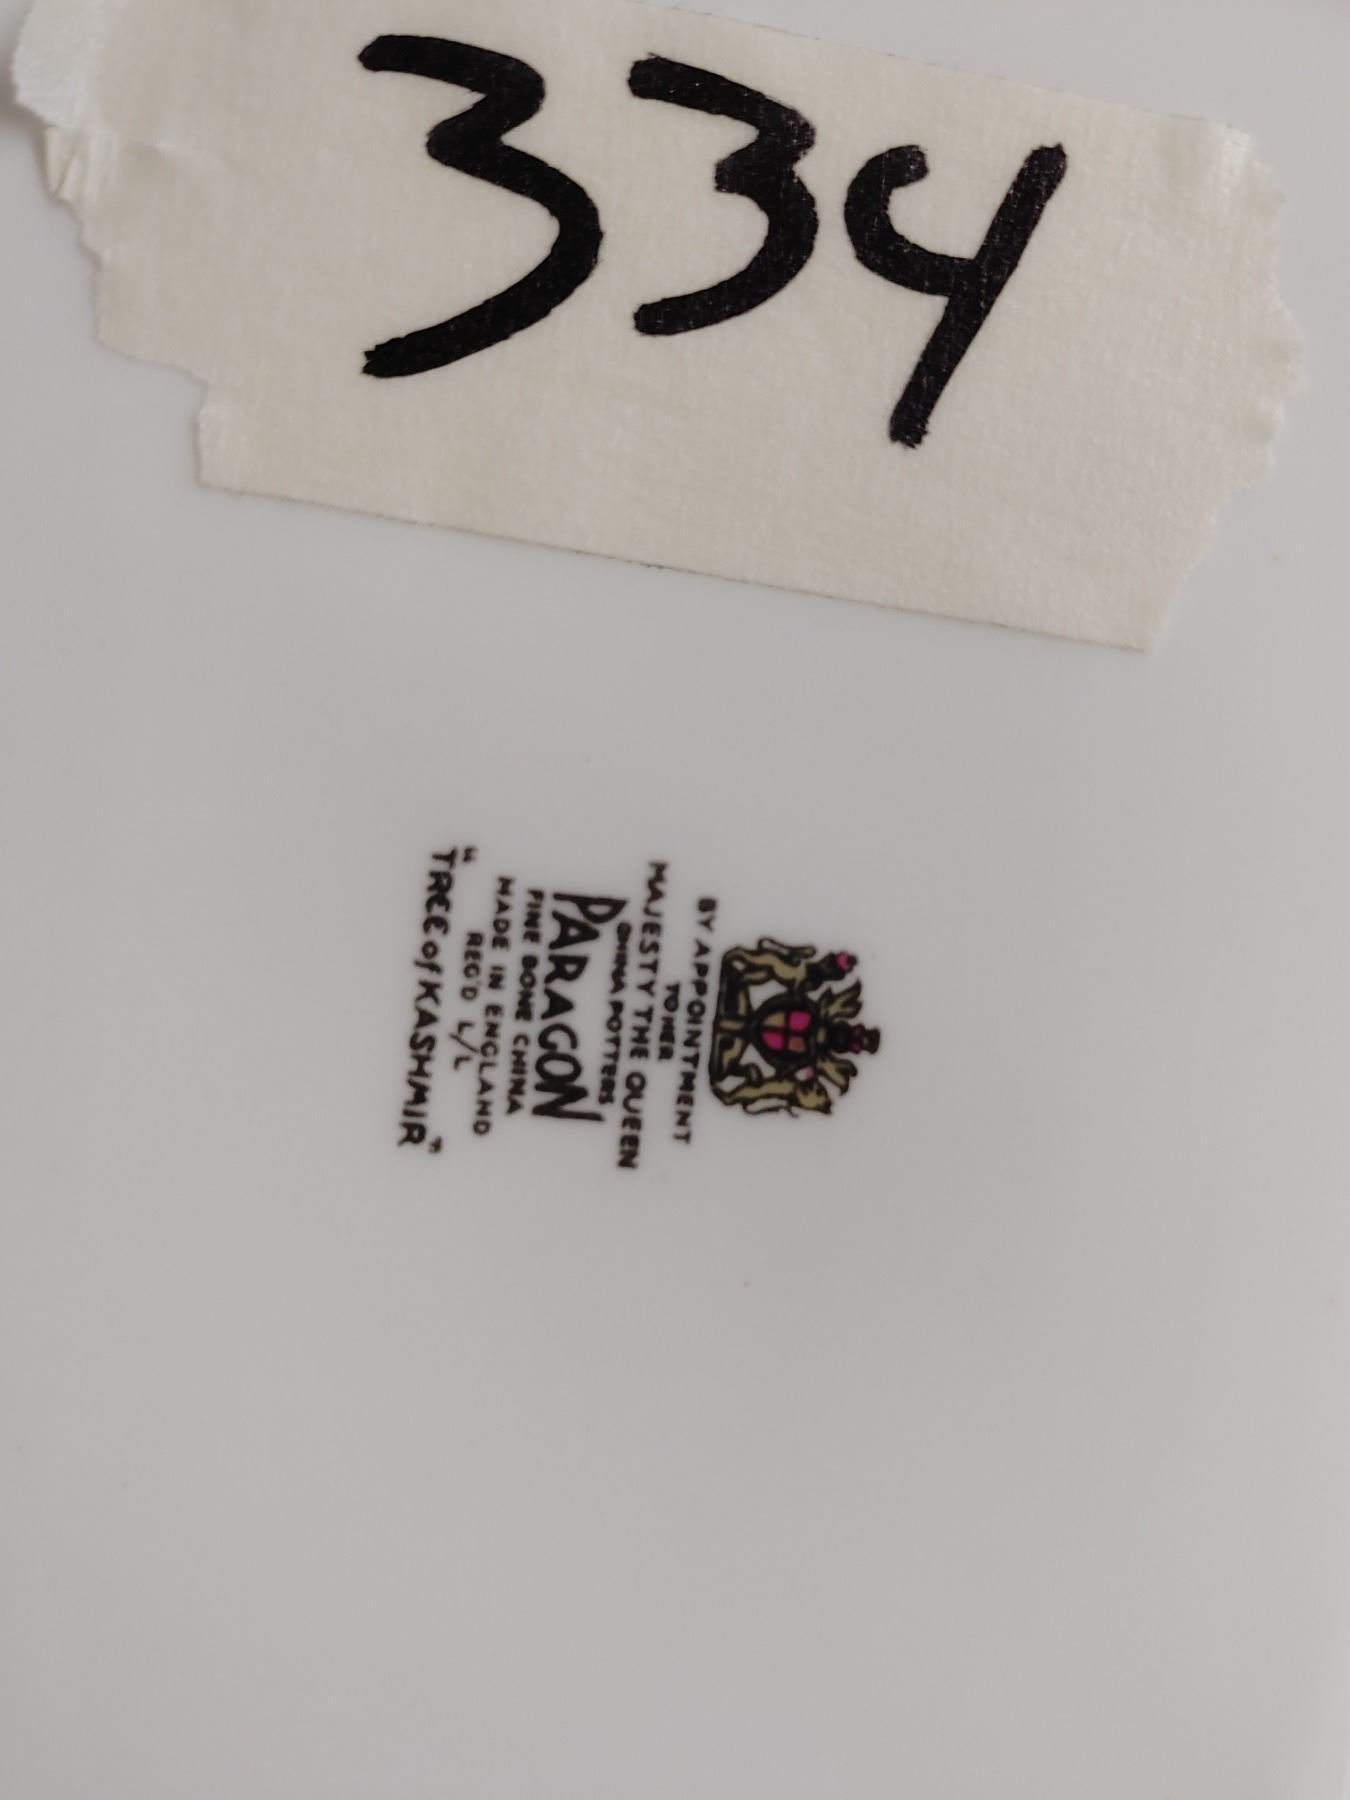 334
BY APPOINTMENT
TO HER
MAJESTY THE QUEEN
CHINA POTTERS
PARAGON
FINE BONE CHINA
MADE IN ENGLAND
REG'D L/L
"TREE of KASHMIR"